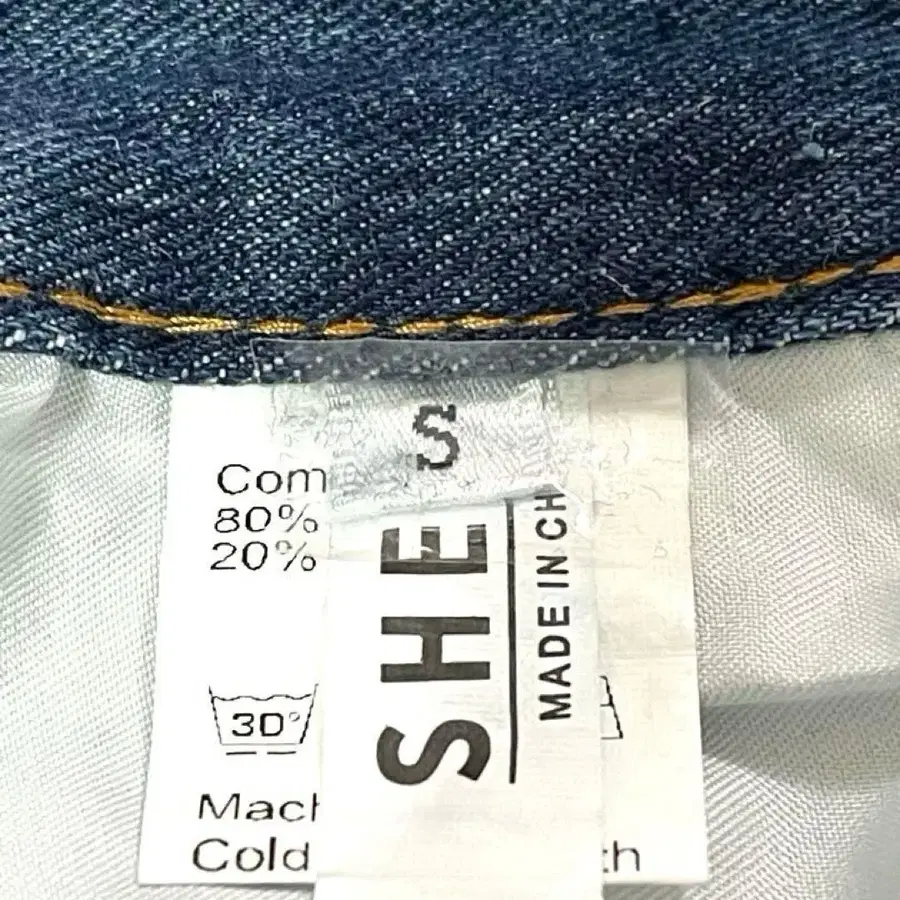 S
Com
80%
20%
SHE
MADE IN CH
30°
Mach
Cold
th